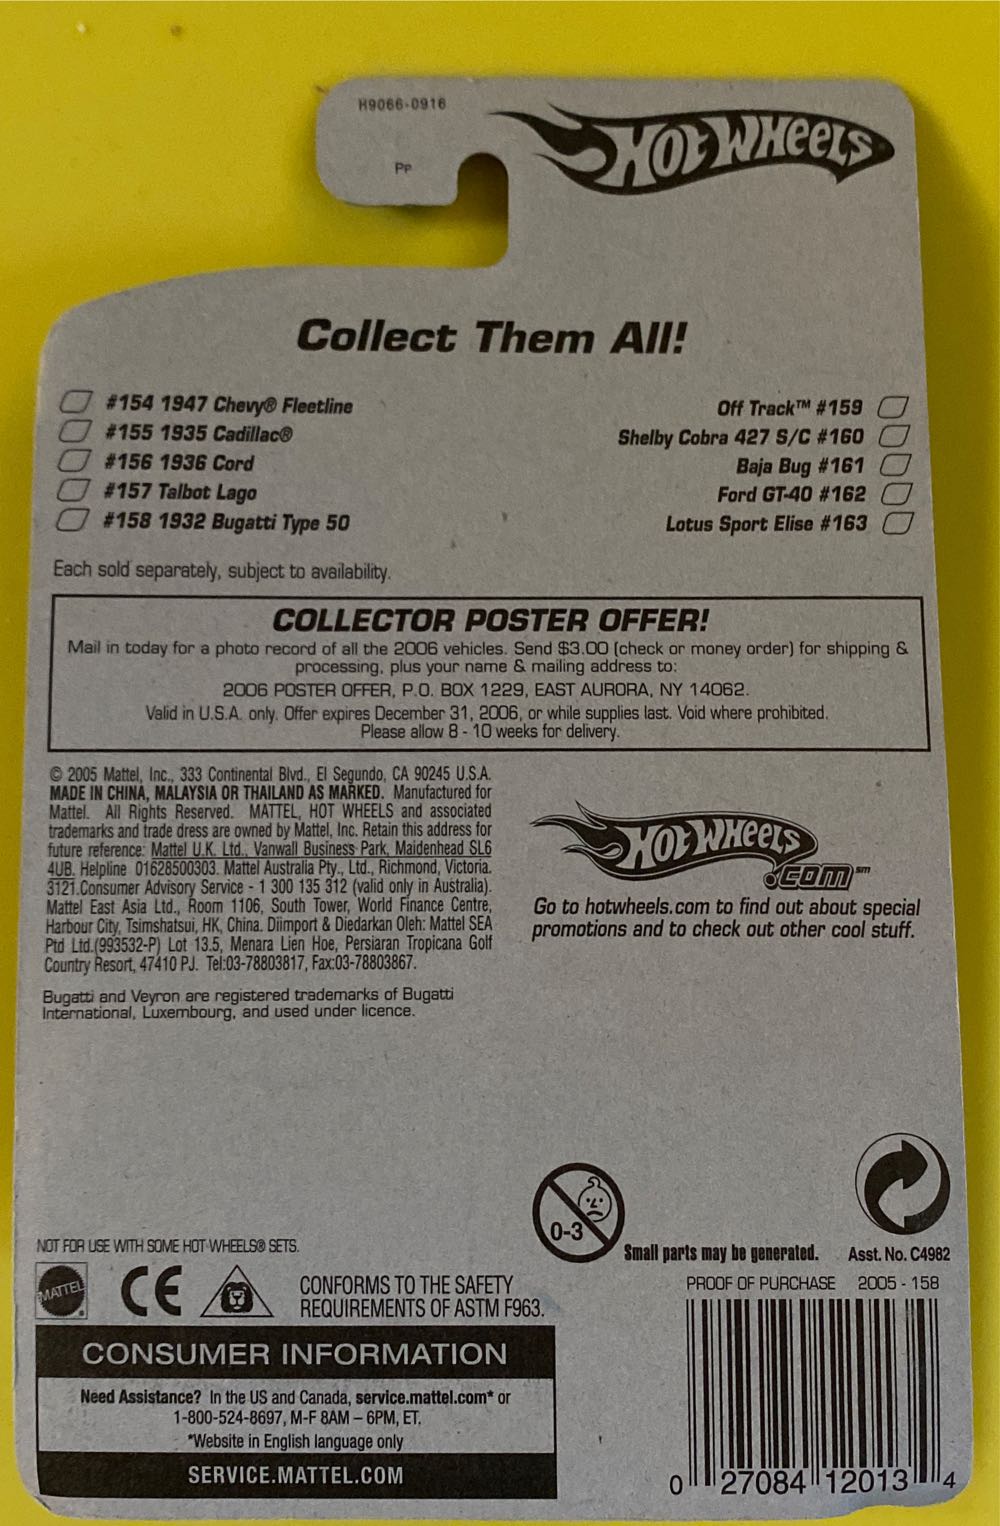 H9066-0916
Pp
HOT WHEELS
Collect Them All!
#154 1947 Chevy® Fleetline
#155 1935 Cadillac®
#156 1936 Cord
#157 Talbot Lago
#158 1932 Bugatti Type 50
Off Track™ #159
Shelby Cobra 427 S/C #160
Baja Bug #161
Ford GT-40 #162
Lotus Sport Elise #163
Each sold separately, subject to availability.
COLLECTOR POSTER OFFER!
Mail in today for a photo record of all the 2006 vehicles. Send $3.00 (check or money order) for shipping &
processing, plus your name & mailing address to:
2006 POSTER OFFER, P.O. BOX 1229, EAST AURORA, NY 14062.
Valid in U.S.A. only. Offer expires December 31, 2006, or while supplies last. Void where prohibited.
Please allow 8 - 10 weeks for delivery.
© 2005 Mattel, Inc., 333 Continental Blvd., El Segundo, CA 90245 U.S.A.
MADE IN CHINA, MALAYSIA OR THAILAND AS MARKED. Manufactured for
Mattel. All Rights Reserved. MATTEL, HOT WHEELS and associated
trademarks and trade dress are owned by Mattel, Inc. Retain this address for
future reference: Mattel U.K. Ltd., Vanwall Business Park, Maidenhead SL6
4UB. Helpline 01628500303. Mattel Australia Pty., Ltd., Richmond, Victoria.
3121.Consumer Advisory Service - 1 300 135 312 (valid only in Australia).
Mattel East Asia Ltd., Room 1106, South Tower, World Finance Centre,
Harbour City, Tsimshatsui, HK, China. Diimport & Diedarkan Oleh: Mattel SEA
Ptd Ltd.(993532-P) Lot 13.5, Menara Lien Hoe, Persiaran Tropicana Golf
Country Resort, 47410 PJ. Tel:03-78803817, Fax:03-78803867.
Bugatti and Veyron are registered trademarks of Bugatti
International, Luxembourg, and used under licence.
HOT WHEELS
.com℠
Go to hotwheels.com to find out about special
promotions and to check out other cool stuff.
NOT FOR USE WITH SOME HOT WHEELS® SETS.
0-3
Small parts may be generated.
Asst. No. C4982
MATTEL
CE
CONFORMS TO THE SAFETY
REQUIREMENTS OF ASTM F963.
PROOF OF PURCHASE 2005 - 158
CONSUMER INFORMATION
Need Assistance? In the US and Canada, service.mattel.com* or
1-800-524-8697, M-F 8AM – 6PM, ET.
*Website in English language only
SERVICE.MATTEL.COM
0 27084 12013 4